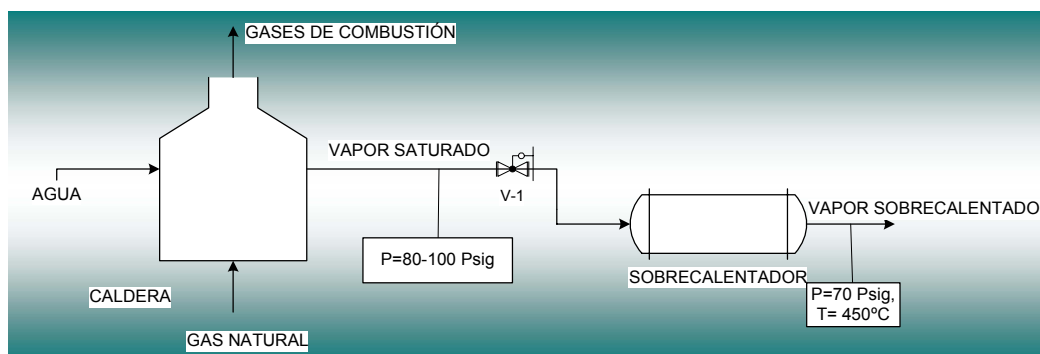 GASES DE COMBUSTIÓN
VAPOR SATURADO
AGUA
V-1
VAPOR SOBRECALENTADO
P=80-100 Psig
SOBRECALENTADOR
CALDERA
P=70 Psig,
T= 450ºC
GAS NATURAL